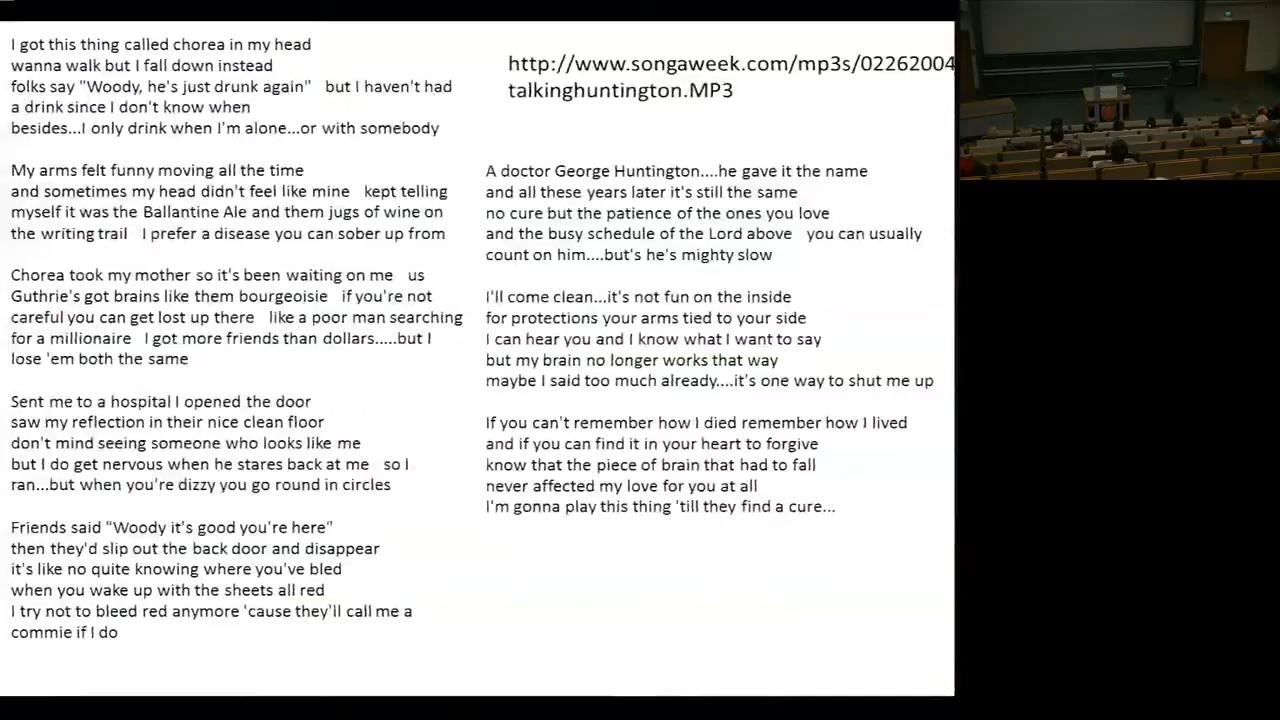 I got this thing called chorea in my head
wanna walk but I fall down instead
folks say "Woody, he's just drunk again" but I haven't had
a drink since I don't know when
besides...I only drink when I'm alone...or with somebody
My arms felt funny moving all the time
and sometimes my head didn't feel like mine kept telling
myself it was the Ballantine Ale and them jugs of wine on
the writing trail I prefer a disease you can sober up from
Chorea took my mother so it's been waiting on me us
Guthrie's got brains like them bourgeoisie if you're not
careful you can get lost up there like a poor man searching
for a millionaire I got more friends than dollars.....but I
lose 'em both the same
Sent me to a hospital I opened the door
saw my reflection in their nice clean floor
don't mind seeing someone who looks like me
but I do get nervous when he stares back at me so I
ran...but when you're dizzy you go round in circles
Friends said "Woody it's good you're here"
then they'd slip out the back door and disappear
it's like no quite knowing where you've bled
when you wake up with the sheets all red
I try not to bleed red anymore 'cause they'll call me a
commie if I do
http://www.songaweek.com/mp3s/02262004
talkinghuntington.MP3
A doctor George Huntington....he gave it the name
and all these years later it's still the same
no cure but the patience of the ones you love
and the busy schedule of the Lord above you can usually
count on him....but's he's mighty slow
I'll come clean...it's not fun on the inside
for protections your arms tied to your side
I can hear you and I know what I want to say
but my brain no longer works that way
maybe I said too much already....it's one way to shut me up
If you can't remember how I died remember how I lived
and if you can find it in your heart to forgive
know that the piece of brain that had to fall
never affected my love for you at all
I'm gonna play this thing 'till they find a cure...